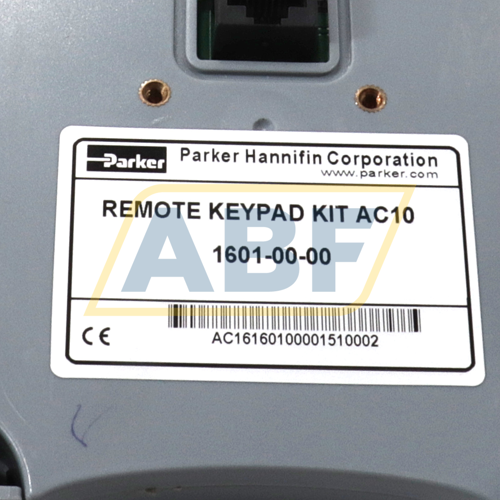 Parker
Parker Hannifin Corporation
www.parker.com
REMOTE KEYPAD KIT AC10
1601-00-00
ABF
CE
AC16160100001510002